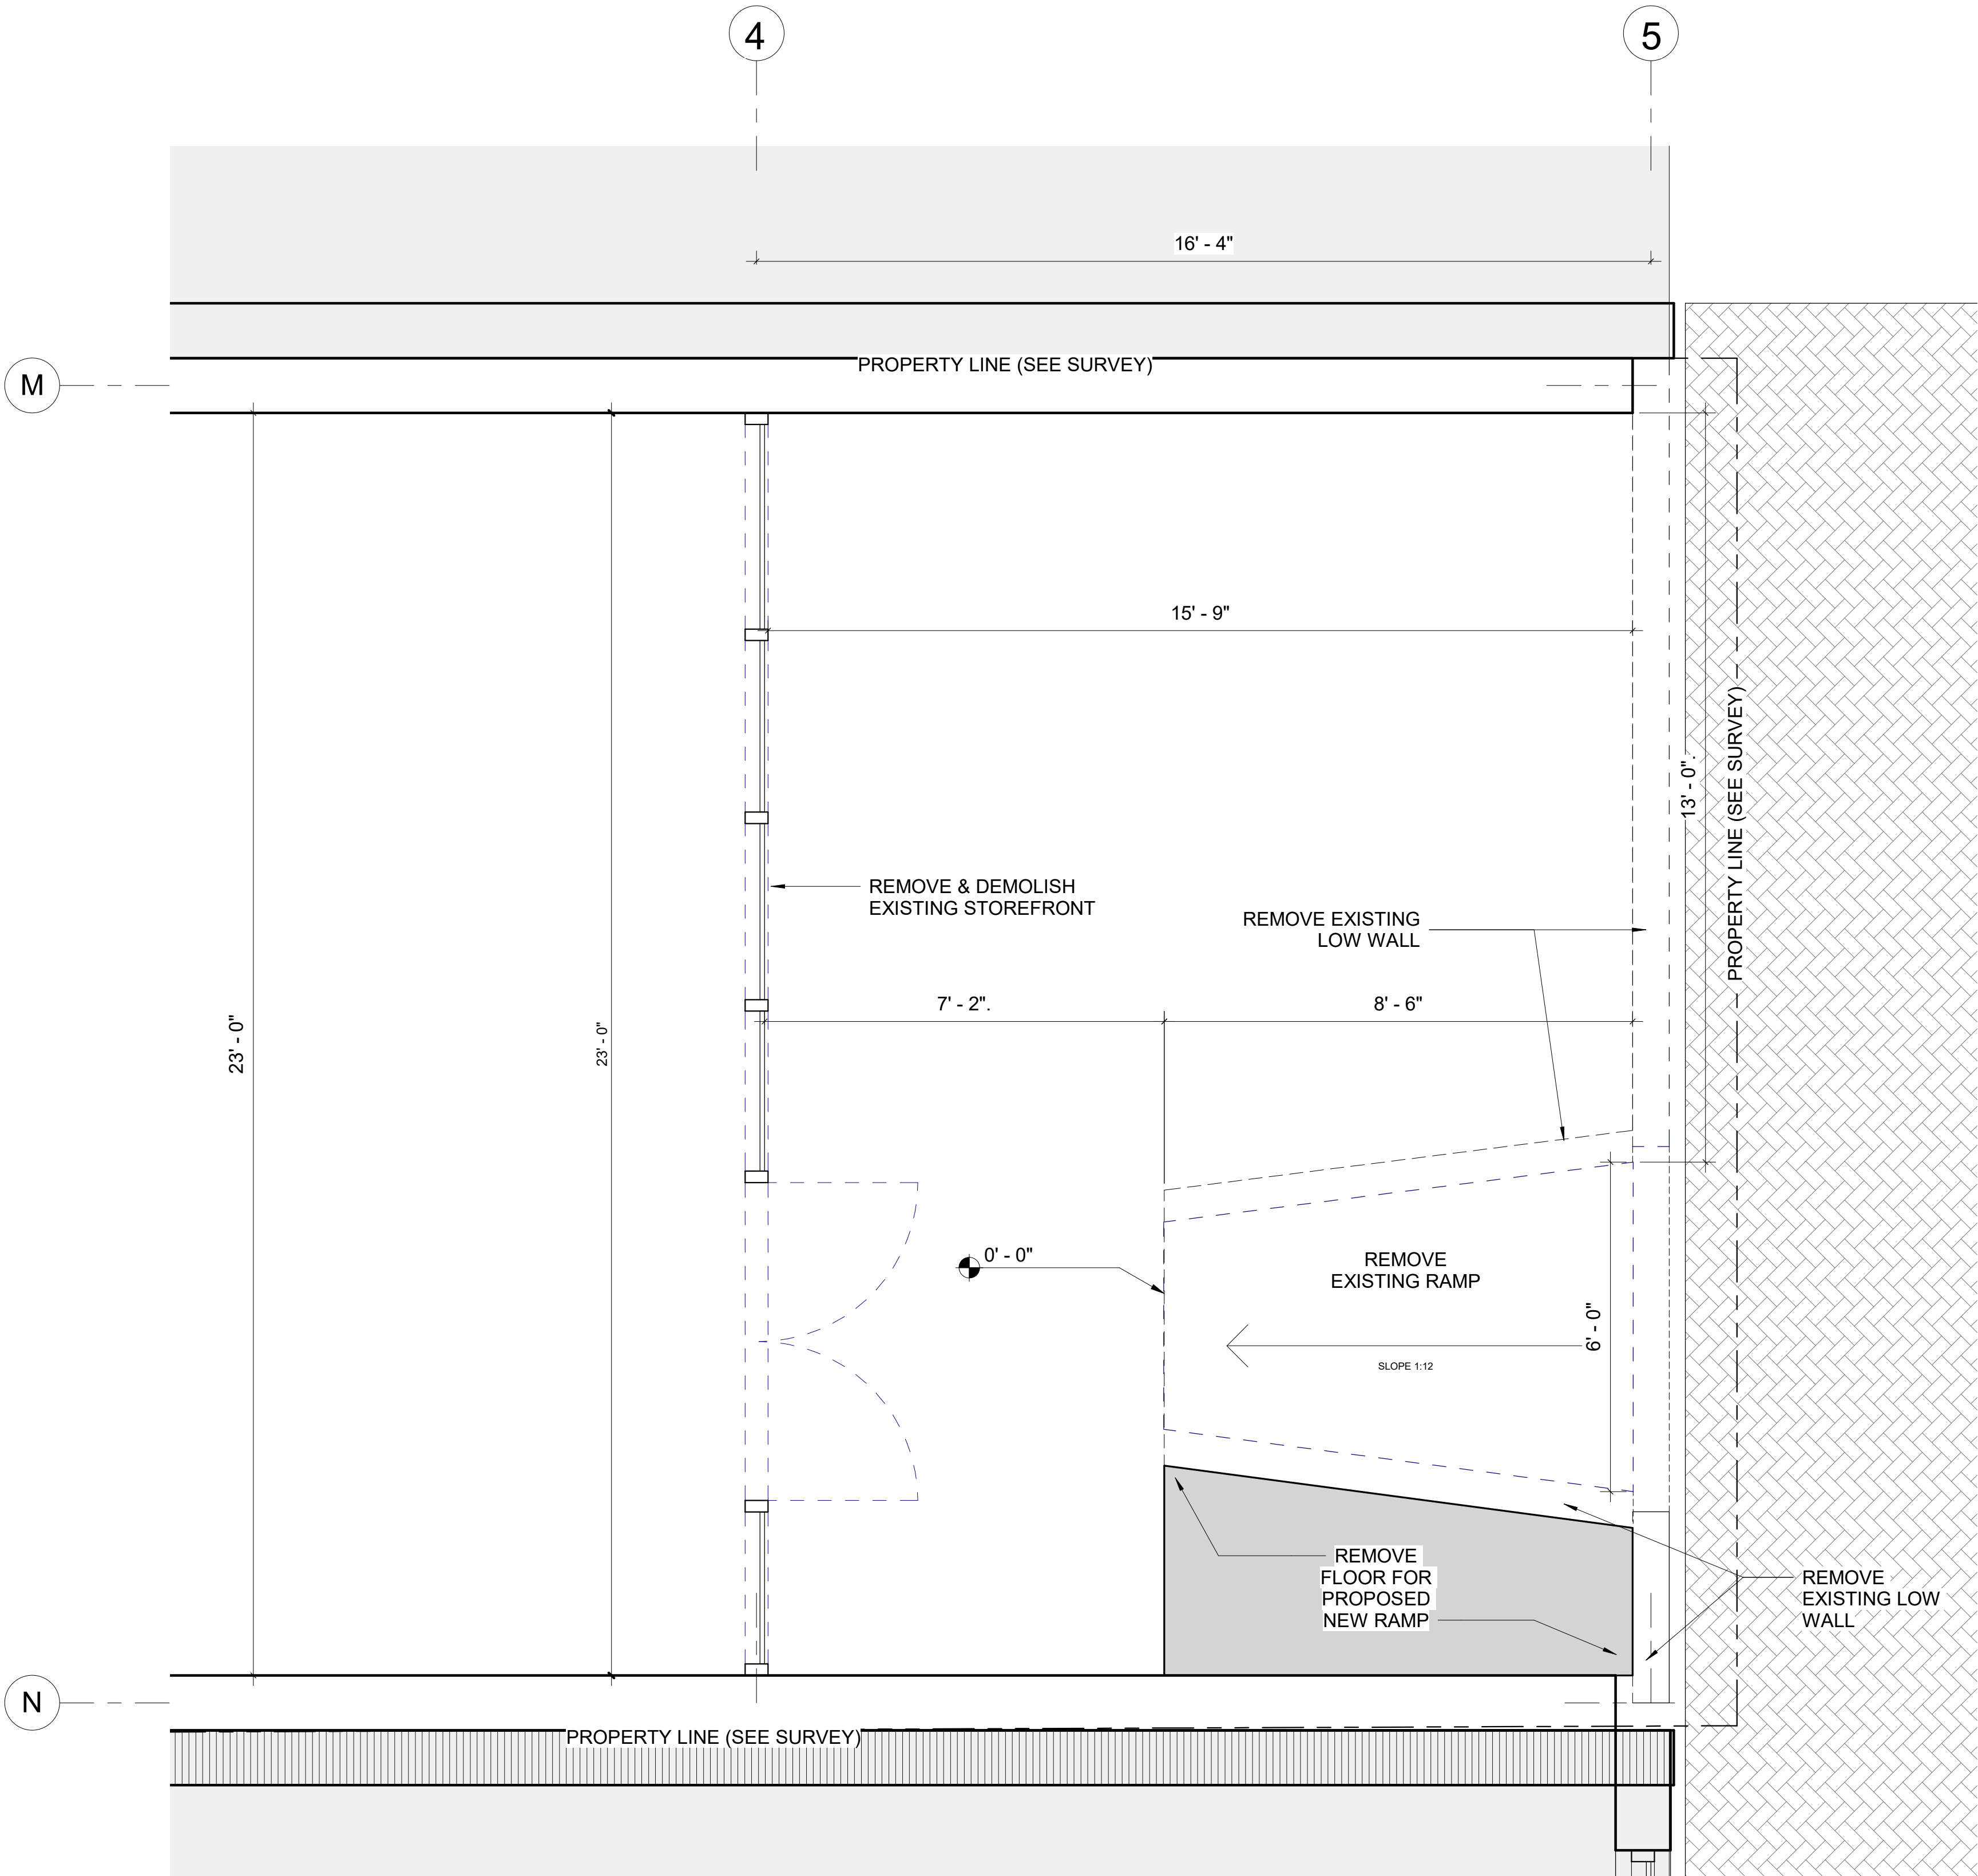 4
5
16' - 4"
M
PROPERTY LINE (SEE SURVEY)
15' - 9"
13' - 0".
PROPERTY LINE (SEE SURVEY)
REMOVE & DEMOLISH
EXISTING STOREFRONT
REMOVE EXISTING
LOW WALL
7' - 2".
8' - 6"
23' - 0"
23' - 0"
0' - 0"
REMOVE
EXISTING RAMP
6' - 0"
SLOPE 1:12
REMOVE
FLOOR FOR
PROPOSED
NEW RAMP
REMOVE
EXISTING LOW
WALL
N
PROPERTY LINE (SEE SURVEY)